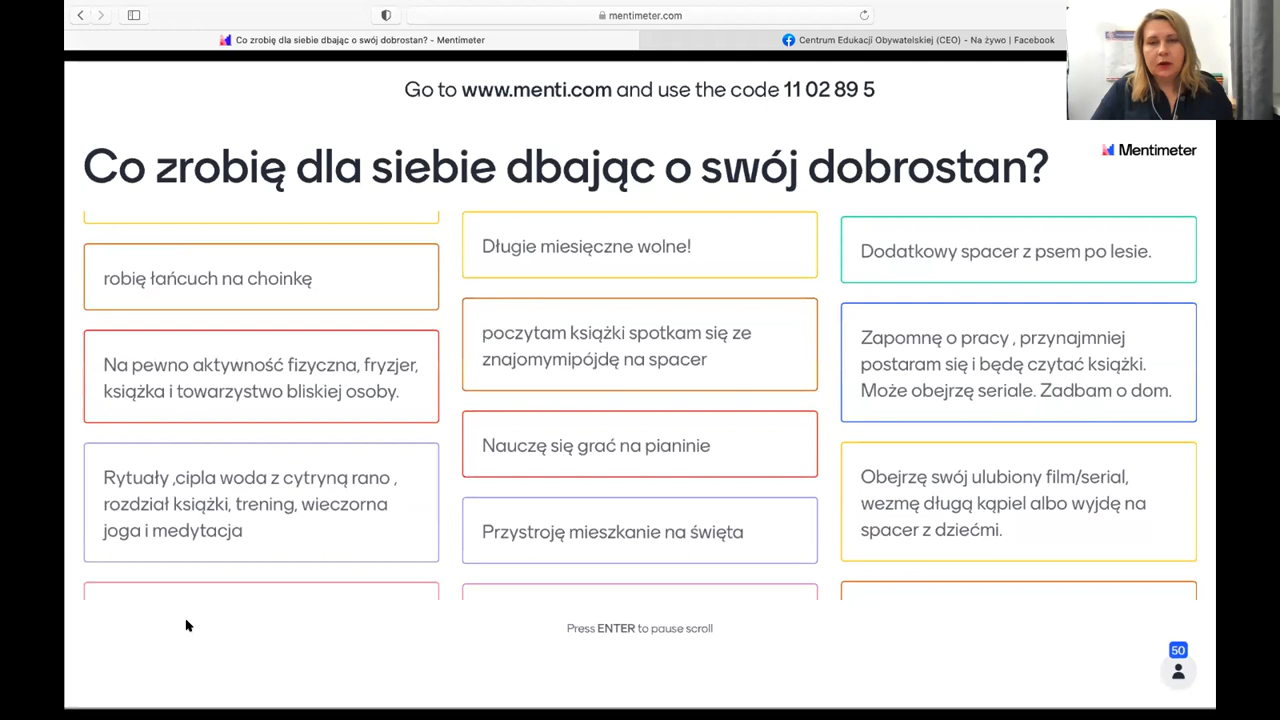 mentimeter.com
Co zrobię dla siebie dbając o swój dobrostan? - Mentimeter
Centrum Edukacji Obywatelskiej (CEO) - Na żywo | Facebook
Go to www.menti.com and use the code 11 02 89 5
Co zrobię dla siebie dbając o swój dobrostan?
Mentimeter
robię łańcuch na choinkę
Na pewno aktywność fizyczna, fryzjer,
książka i towarzystwo bliskiej osoby.
Rytuały ,cipla woda z cytryną rano ,
rozdział książki, trening, wieczorna
joga i medytacja
Długie miesięczne wolne!
poczytam książki spotkam się ze
znajomymipójdę na spacer
Nauczę się grać na pianinie
Przystroję mieszkanie na święta
Dodatkowy spacer z psem po lesie.
Zapomnę o pracy , przynajmniej
postaram się i będę czytać książki.
Może obejrzę seriale. Zadbam o dom.
Obejrzę swój ulubiony film/serial,
wezmę długą kąpiel albo wyjdę na
spacer z dziećmi.
Press ENTER to pause scroll
50